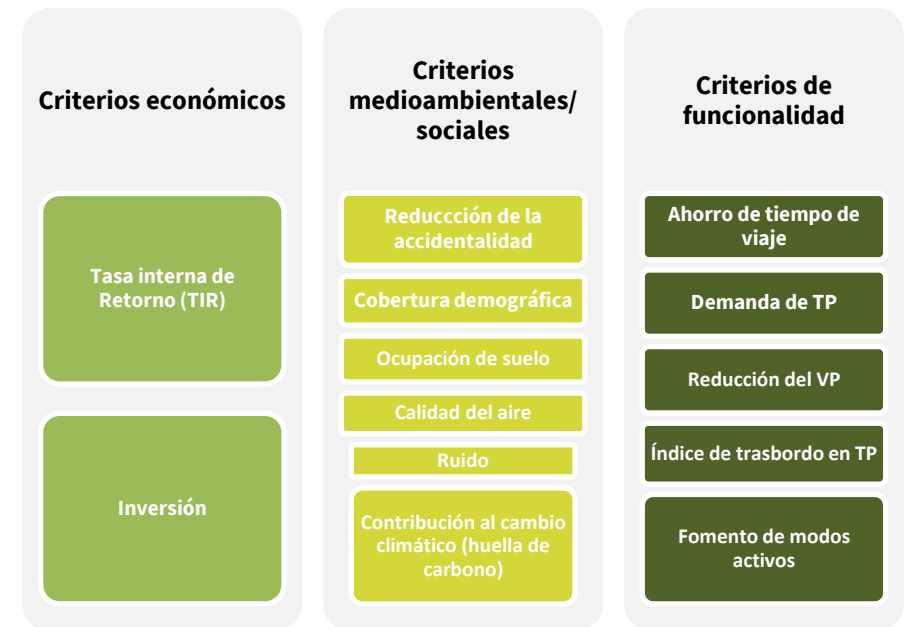 Criterios económicos
Tasa interna de
Retorno (TIR)
Inversión
Criterios
medioambientales/
sociales
Reduccción de la
accidentalidad
Cobertura demográfica
Ocupación de suelo
Calidad del aire
Ruido
Contribución al cambio
climático (huella de
carbono)
Criterios de
funcionalidad
Ahorro de tiempo de
viaje
Demanda de TP
Reducción del VP
Índice de trasbordo en TP
Fomento de modos
activos